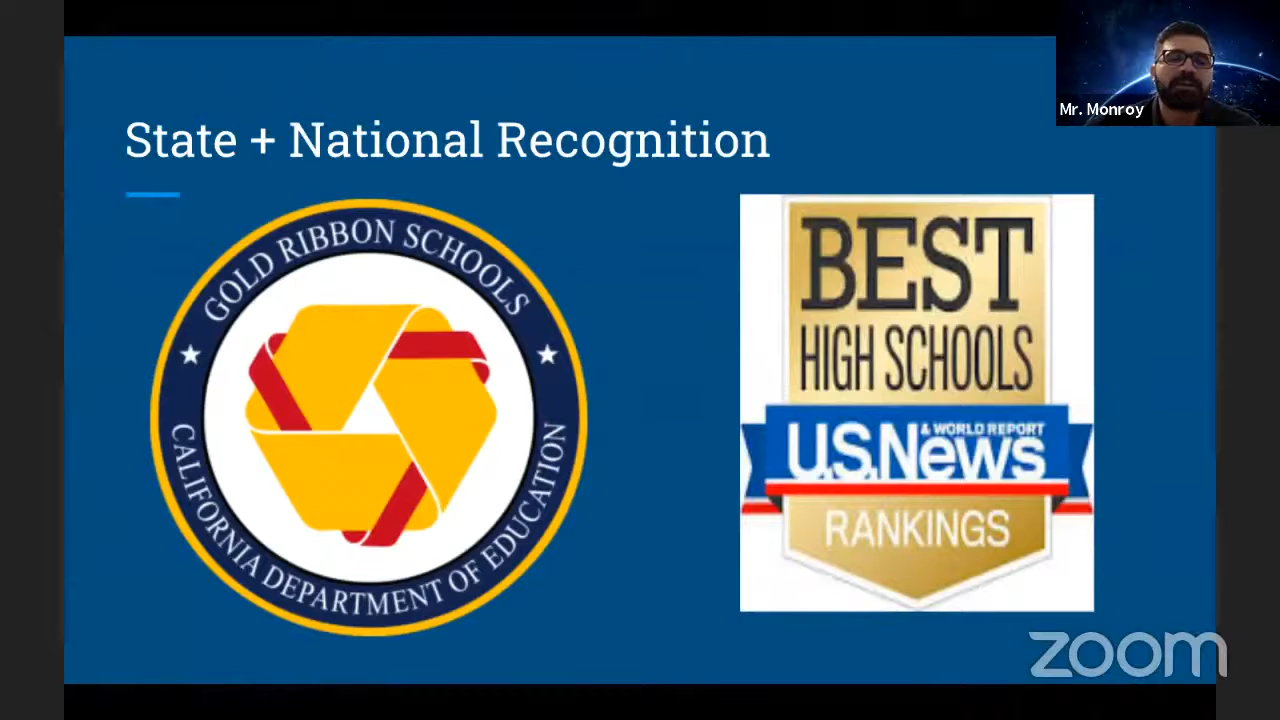 Mr. Monroy
State + National Recognition
GOLD RIBBON SCHOOLS
CALIFORNIA DEPARTMENT OF EDUCATION
BEST
HIGH SCHOOLS
& WORLD REPORT
U.S.News
RANKINGS
zoom